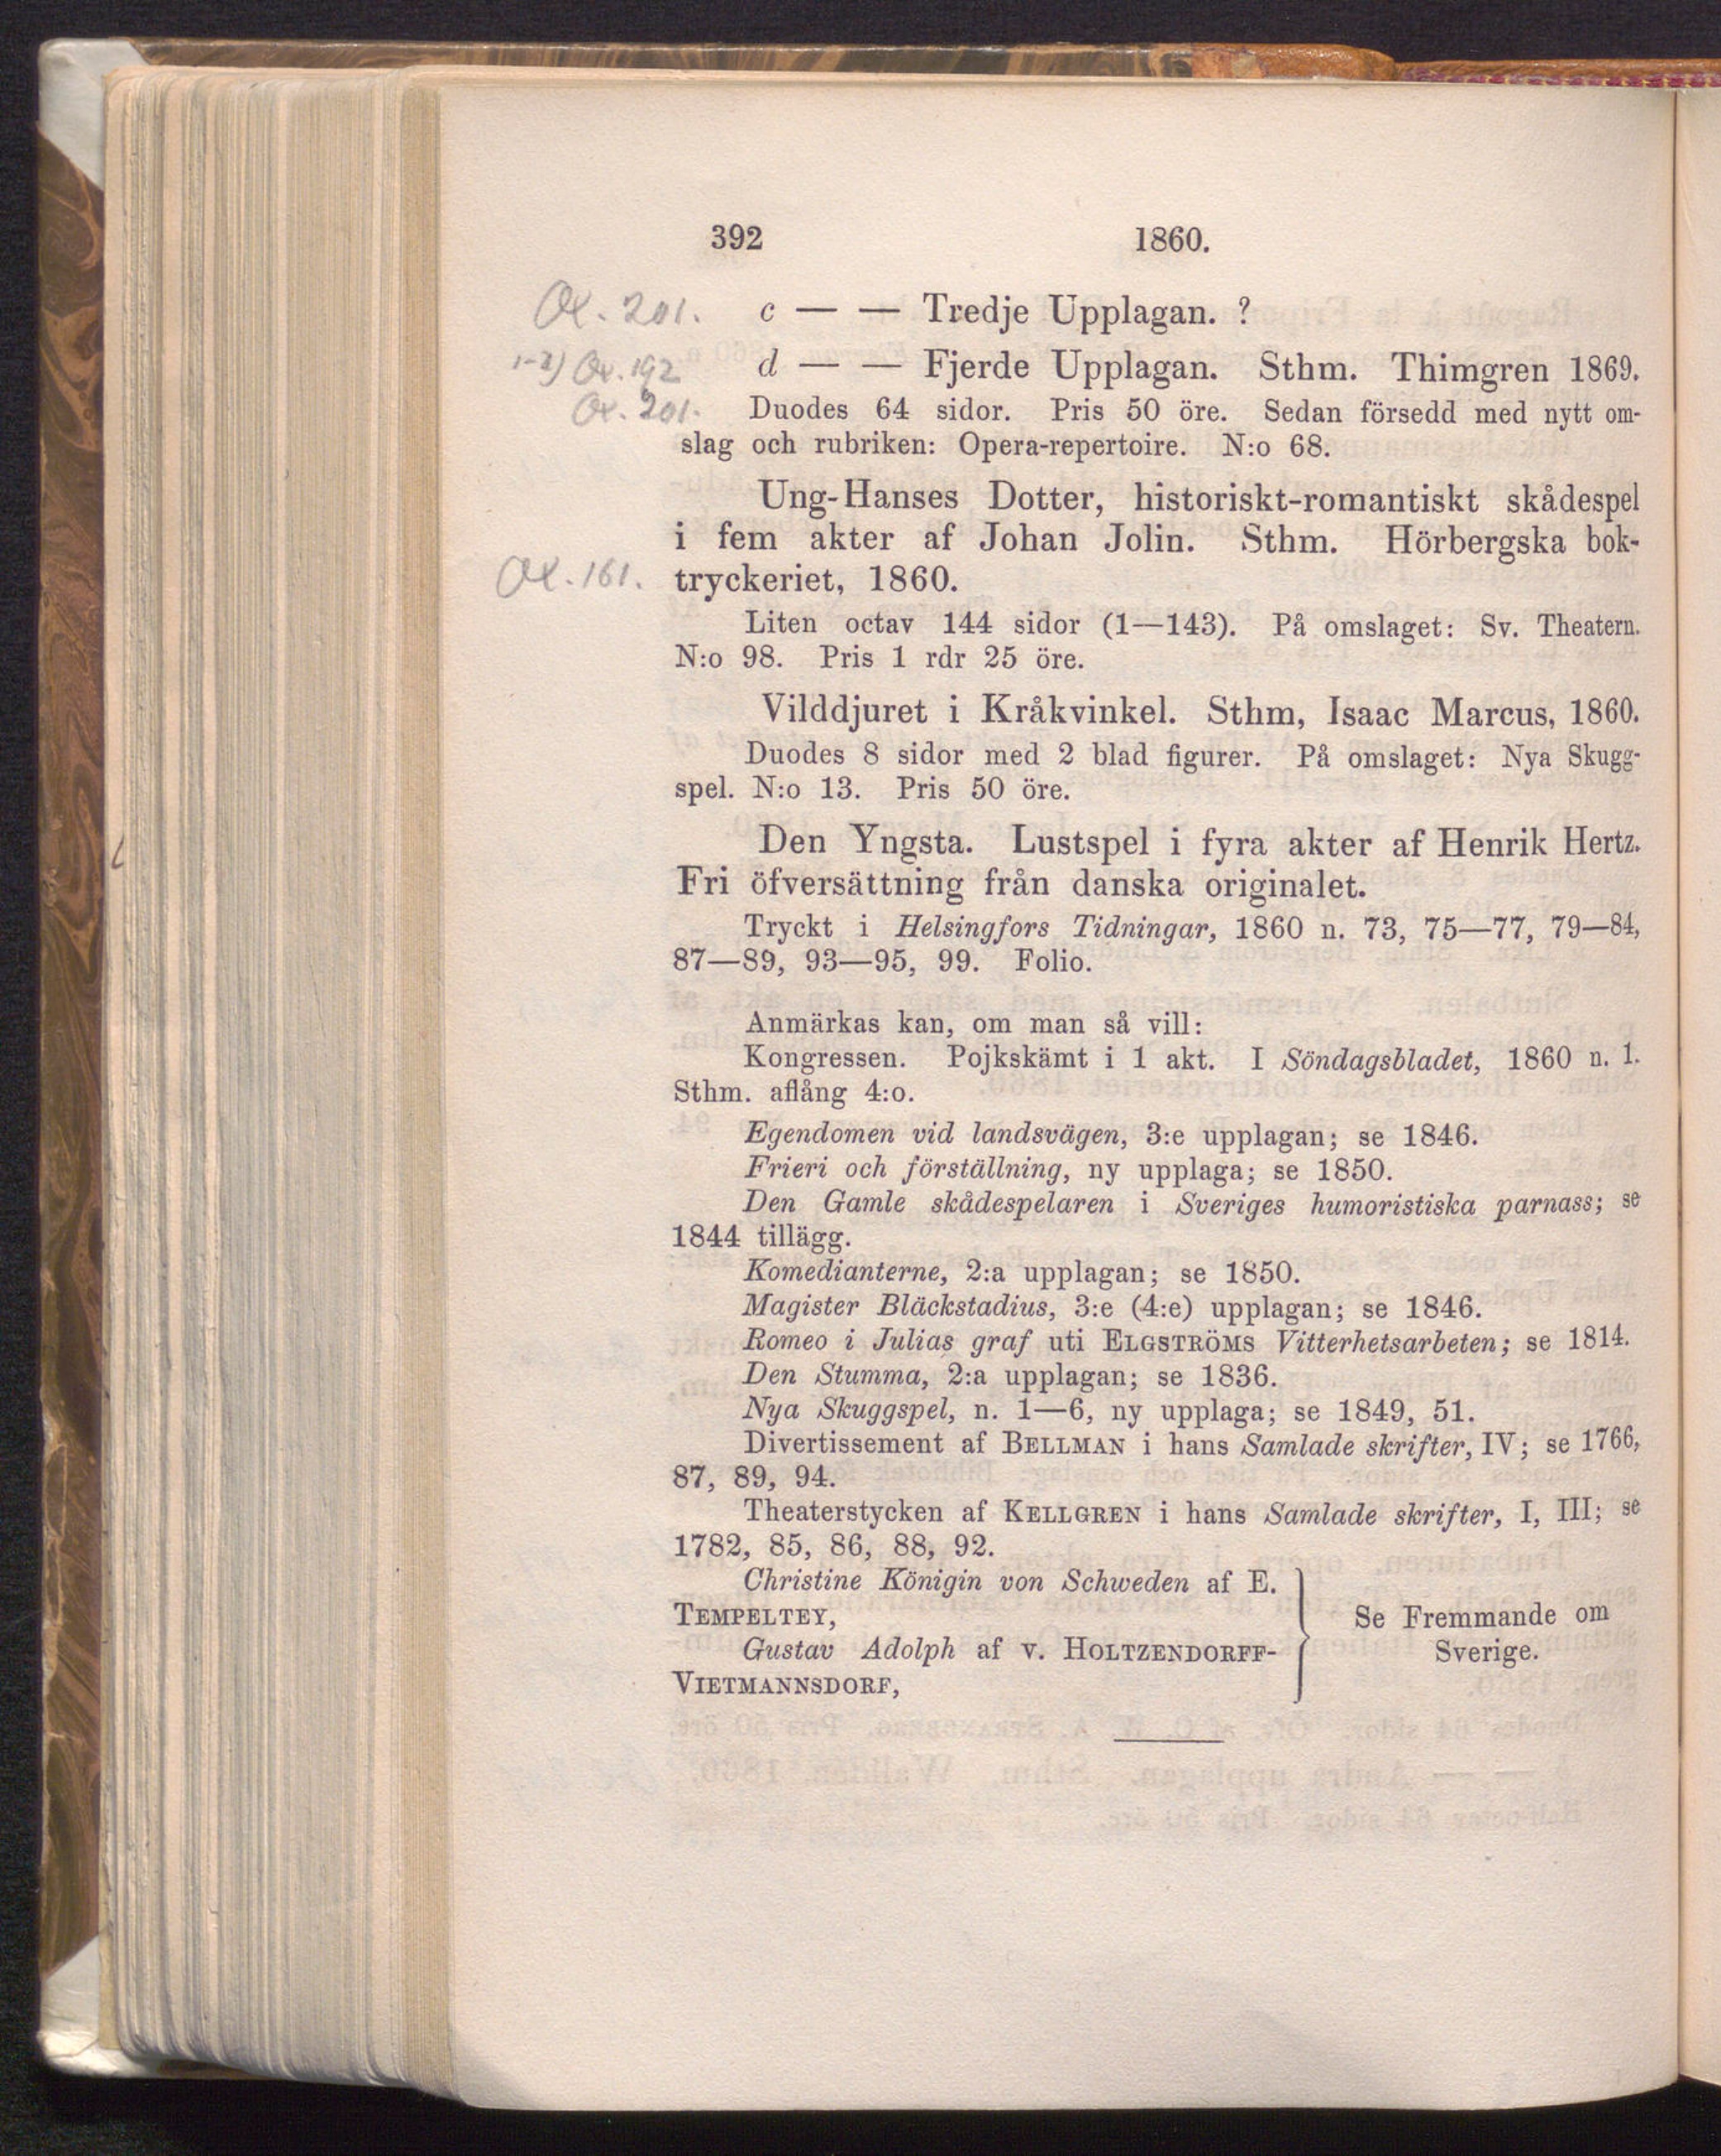 392 1860.
Ox. 201. c — — Tredje Upplagan. ?
1-2) Ox. 192 d — — Fjerde Upplagan. Sthm. Thimgren 1869.
Ox. 201. Duodes 64 sidor. Pris 50 öre. Sedan försedd med nytt om-
slag och rubriken: Opera-repertoire. N:o 68.
Ung-Hanses Dotter, historiskt-romantiskt skådespel
i fem akter af Johan Jolin. Sthm. Hörbergska bok-
Ox. 161. tryckeriet, 1860.
Liten octav 144 sidor (1—143). På omslaget: Sv. Theatern.
N:o 98. Pris 1 rdr 25 öre.
Vilddjuret i Kråkvinkel. Sthm, Isaac Marcus, 1860.
Duodes 8 sidor med 2 blad figurer. På omslaget: Nya Skugg-
spel. N:o 13. Pris 50 öre.
Den Yngsta. Lustspel i fyra akter af Henrik Hertz.
Fri öfversättning från danska originalet.
Tryckt i Helsingfors Tidningar, 1860 n. 73, 75—77, 79—84,
87—89, 93—95, 99. Folio.
Anmärkas kan, om man så vill:
Kongressen. Pojkskämt i 1 akt. I Söndagsbladet, 1860 n. 1.
Sthm. aflång 4:o.
Egendomen vid landsvägen, 3:e upplagan; se 1846.
Frieri och förställning, ny upplaga; se 1850.
Den Gamle skådespelaren i Sveriges humoristiska parnass; se
1844 tillägg.
Komedianterne, 2:a upplagan; se 1850.
Magister Bläckstadius, 3:e (4:e) upplagan; se 1846.
Romeo i Julias graf uti ELGSTRÖMS Vitterhetsarbeten; se 1814.
Den Stumma, 2:a upplagan; se 1836.
Nya Skuggspel, n. 1—6, ny upplaga; se 1849, 51.
Divertissement af BELLMAN i hans Samlade skrifter, IV; se 1766,
87, 89, 94.
Theaterstycken af KELLGREN i hans Samlade skrifter, I, III; se
1782, 85, 86, 88, 92.
Christine Königin von Schweden af E.
TEMPELTEY,
Gustav Adolph af v. HOLTZENDORFF-
VIETMANNSDORF,
Se Fremmande om
Sverige.